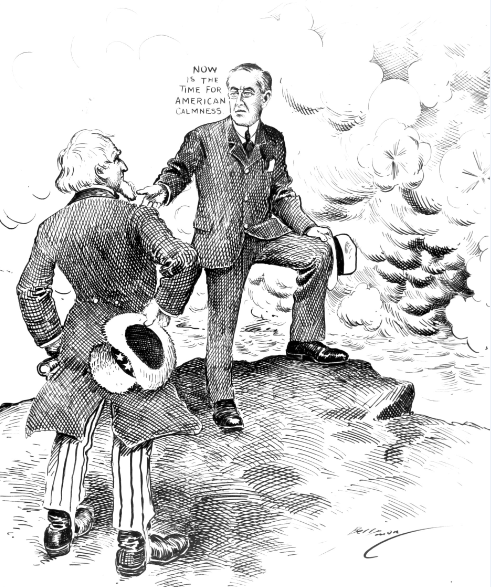 NOW
IS THE
TIME FOR
AMERICAN
CALMNESS